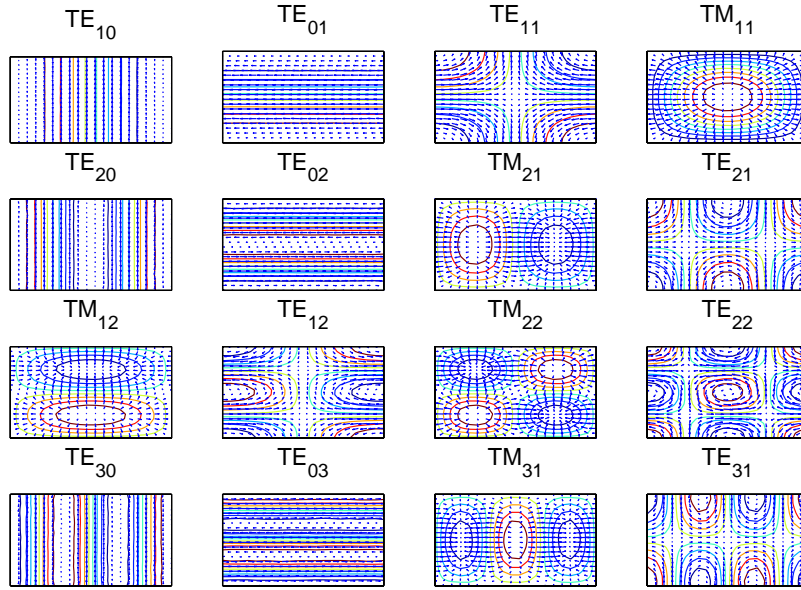 TE₁₀ TE₀₁ TE₁₁ TM₁₁
TE₂₀ TE₀₂ TM₂₁ TE₂₁
TM₁₂ TE₁₂ TM₂₂ TE₂₂
TE₃₀ TE₀₃ TM₃₁ TE₃₁